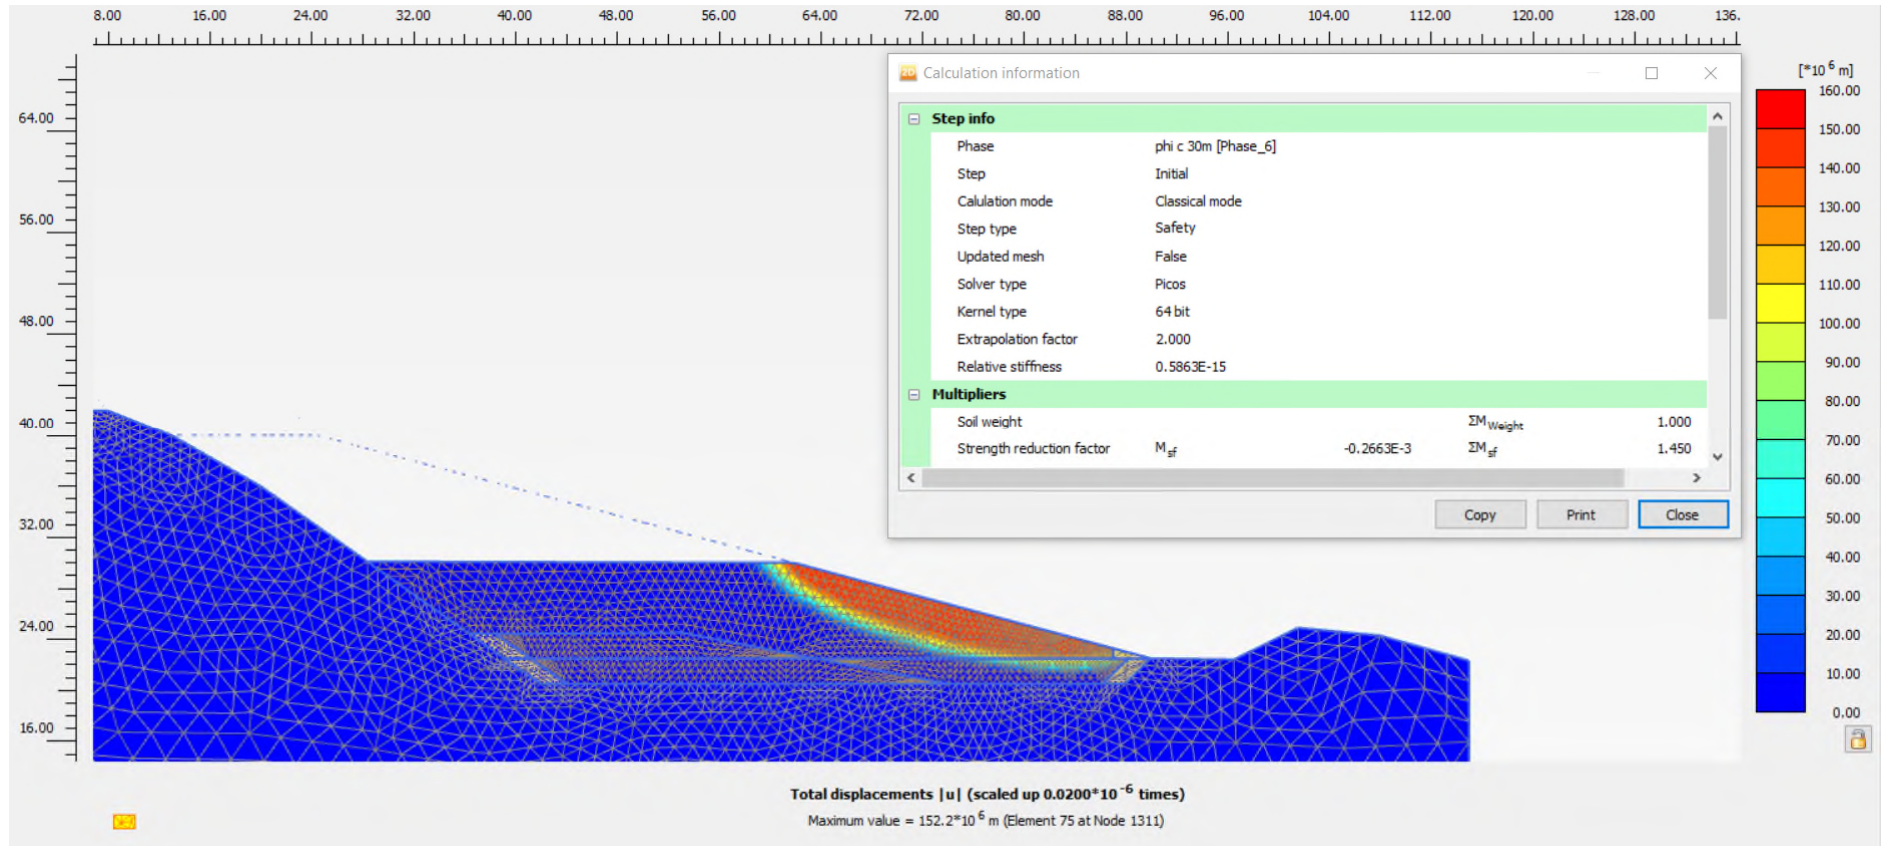 8.00 16.00 24.00 32.00 40.00 48.00 56.00 64.00 72.00 80.00 88.00 96.00 104.00 112.00 120.00 128.00 136.
Calculation information
Step info
Phase phi c 30m [Phase_6]
Step Initial
Calulation mode Classical mode
Step type Safety
Updated mesh False
Solver type Picos
Kernel type 64 bit
Extrapolation factor 2.000
Relative stiffness 0.5863E-15
Multipliers
Soil weight ΣM Weight 1.000
Strength reduction factor M sf -0.2663E-3 ΣM sf 1.450
Copy Print Close
64.00
56.00
48.00
40.00
32.00
24.00
16.00
[*10 6 m]
160.00
150.00
140.00
130.00
120.00
110.00
100.00
90.00
80.00
70.00
60.00
50.00
40.00
30.00
20.00
10.00
0.00
Total displacements |u| (scaled up 0.0200*10 -6 times)
Maximum value = 152.2*10 6 m (Element 75 at Node 1311)